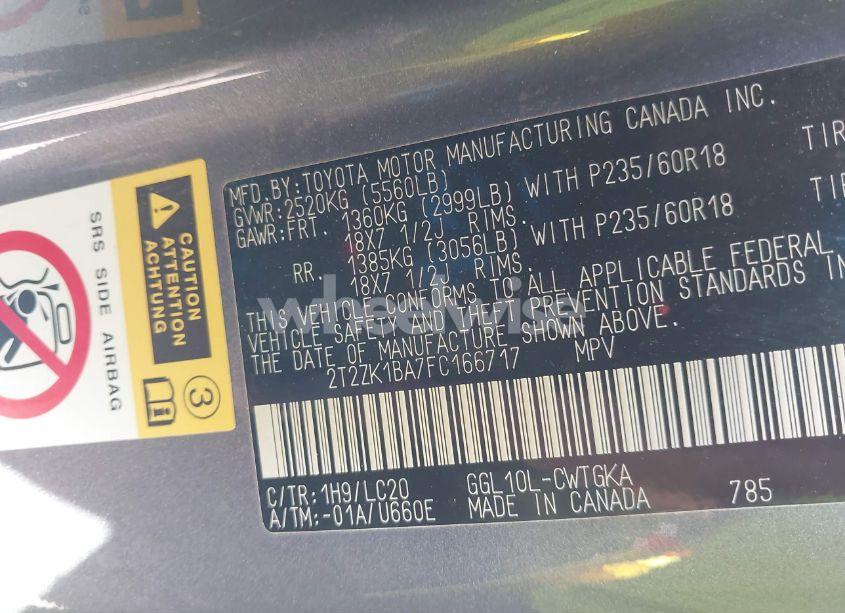 MFD.BY:TOYOTA MOTOR MANUFACTURING CANADA INC.
GVWR:2520KG (5560LB)
GAWR:FRT. 1360KG (2999LB) WITH P235/60R18 TIR
18X7 1/2J RIMS.
RR. 1385KG (3056LB) WITH P235/60R18 TIR
18X7 1/2J RIMS.
THIS VEHICLE CONFORMS TO ALL APPLICABLE FEDERAL
VEHICLE SAFETY AND THEFT PREVENTION STANDARDS IN
THE DATE OF MANUFACTURE SHOWN ABOVE.
2T2ZK1BA7FC166717 MPV
C/TR:1H9/LC20 GGL10L-CWTGKA 785
A/TM:-01A/U660E MADE IN CANADA
CAUTION
ATTENTION
ACHTUNG
SRS SIDE AIRBAG
3
wheelwise